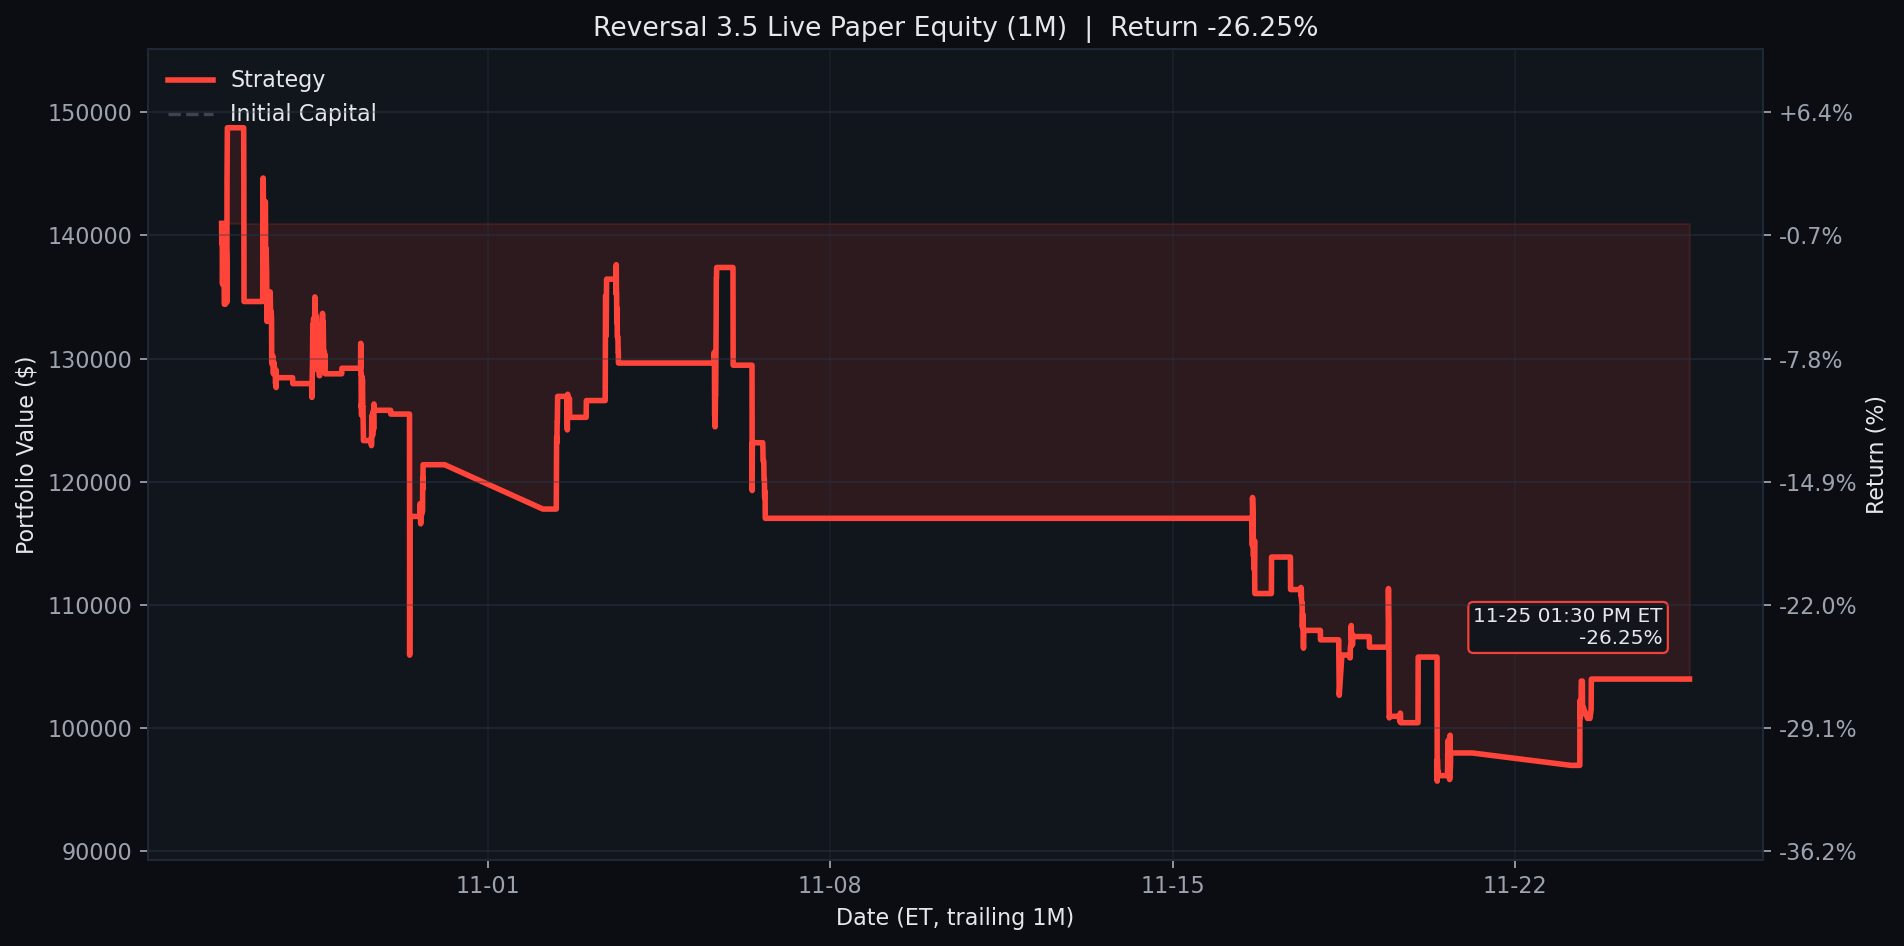 Reversal 3.5 Live Paper Equity (1M) | Return -26.25%
Strategy
Initial Capital
150000
140000
130000
120000
110000
100000
90000
Portfolio Value ($)
+6.4%
-0.7%
-7.8%
-14.9%
-22.0%
-29.1%
-36.2%
Return (%)
11-25 01:30 PM ET
-26.25%
11-01
11-08
11-15
11-22
Date (ET, trailing 1M)